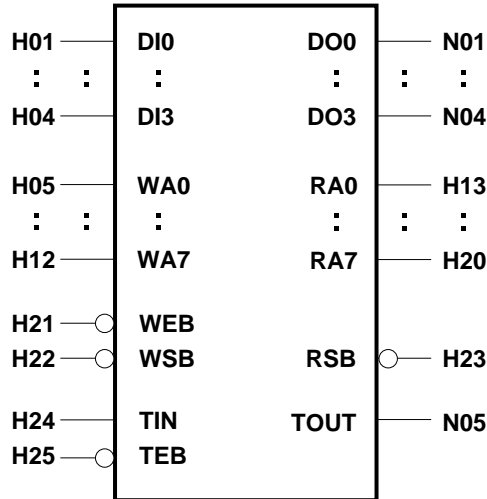 H01 DI0 DO0 N01
: : : : : :
H04 DI3 DO3 N04
H05 WA0 RA0 H13
: : : : : :
H12 WA7 RA7 H20
H21 WEB
H22 WSB RSB H23
H24 TIN TOUT N05
H25 TEB